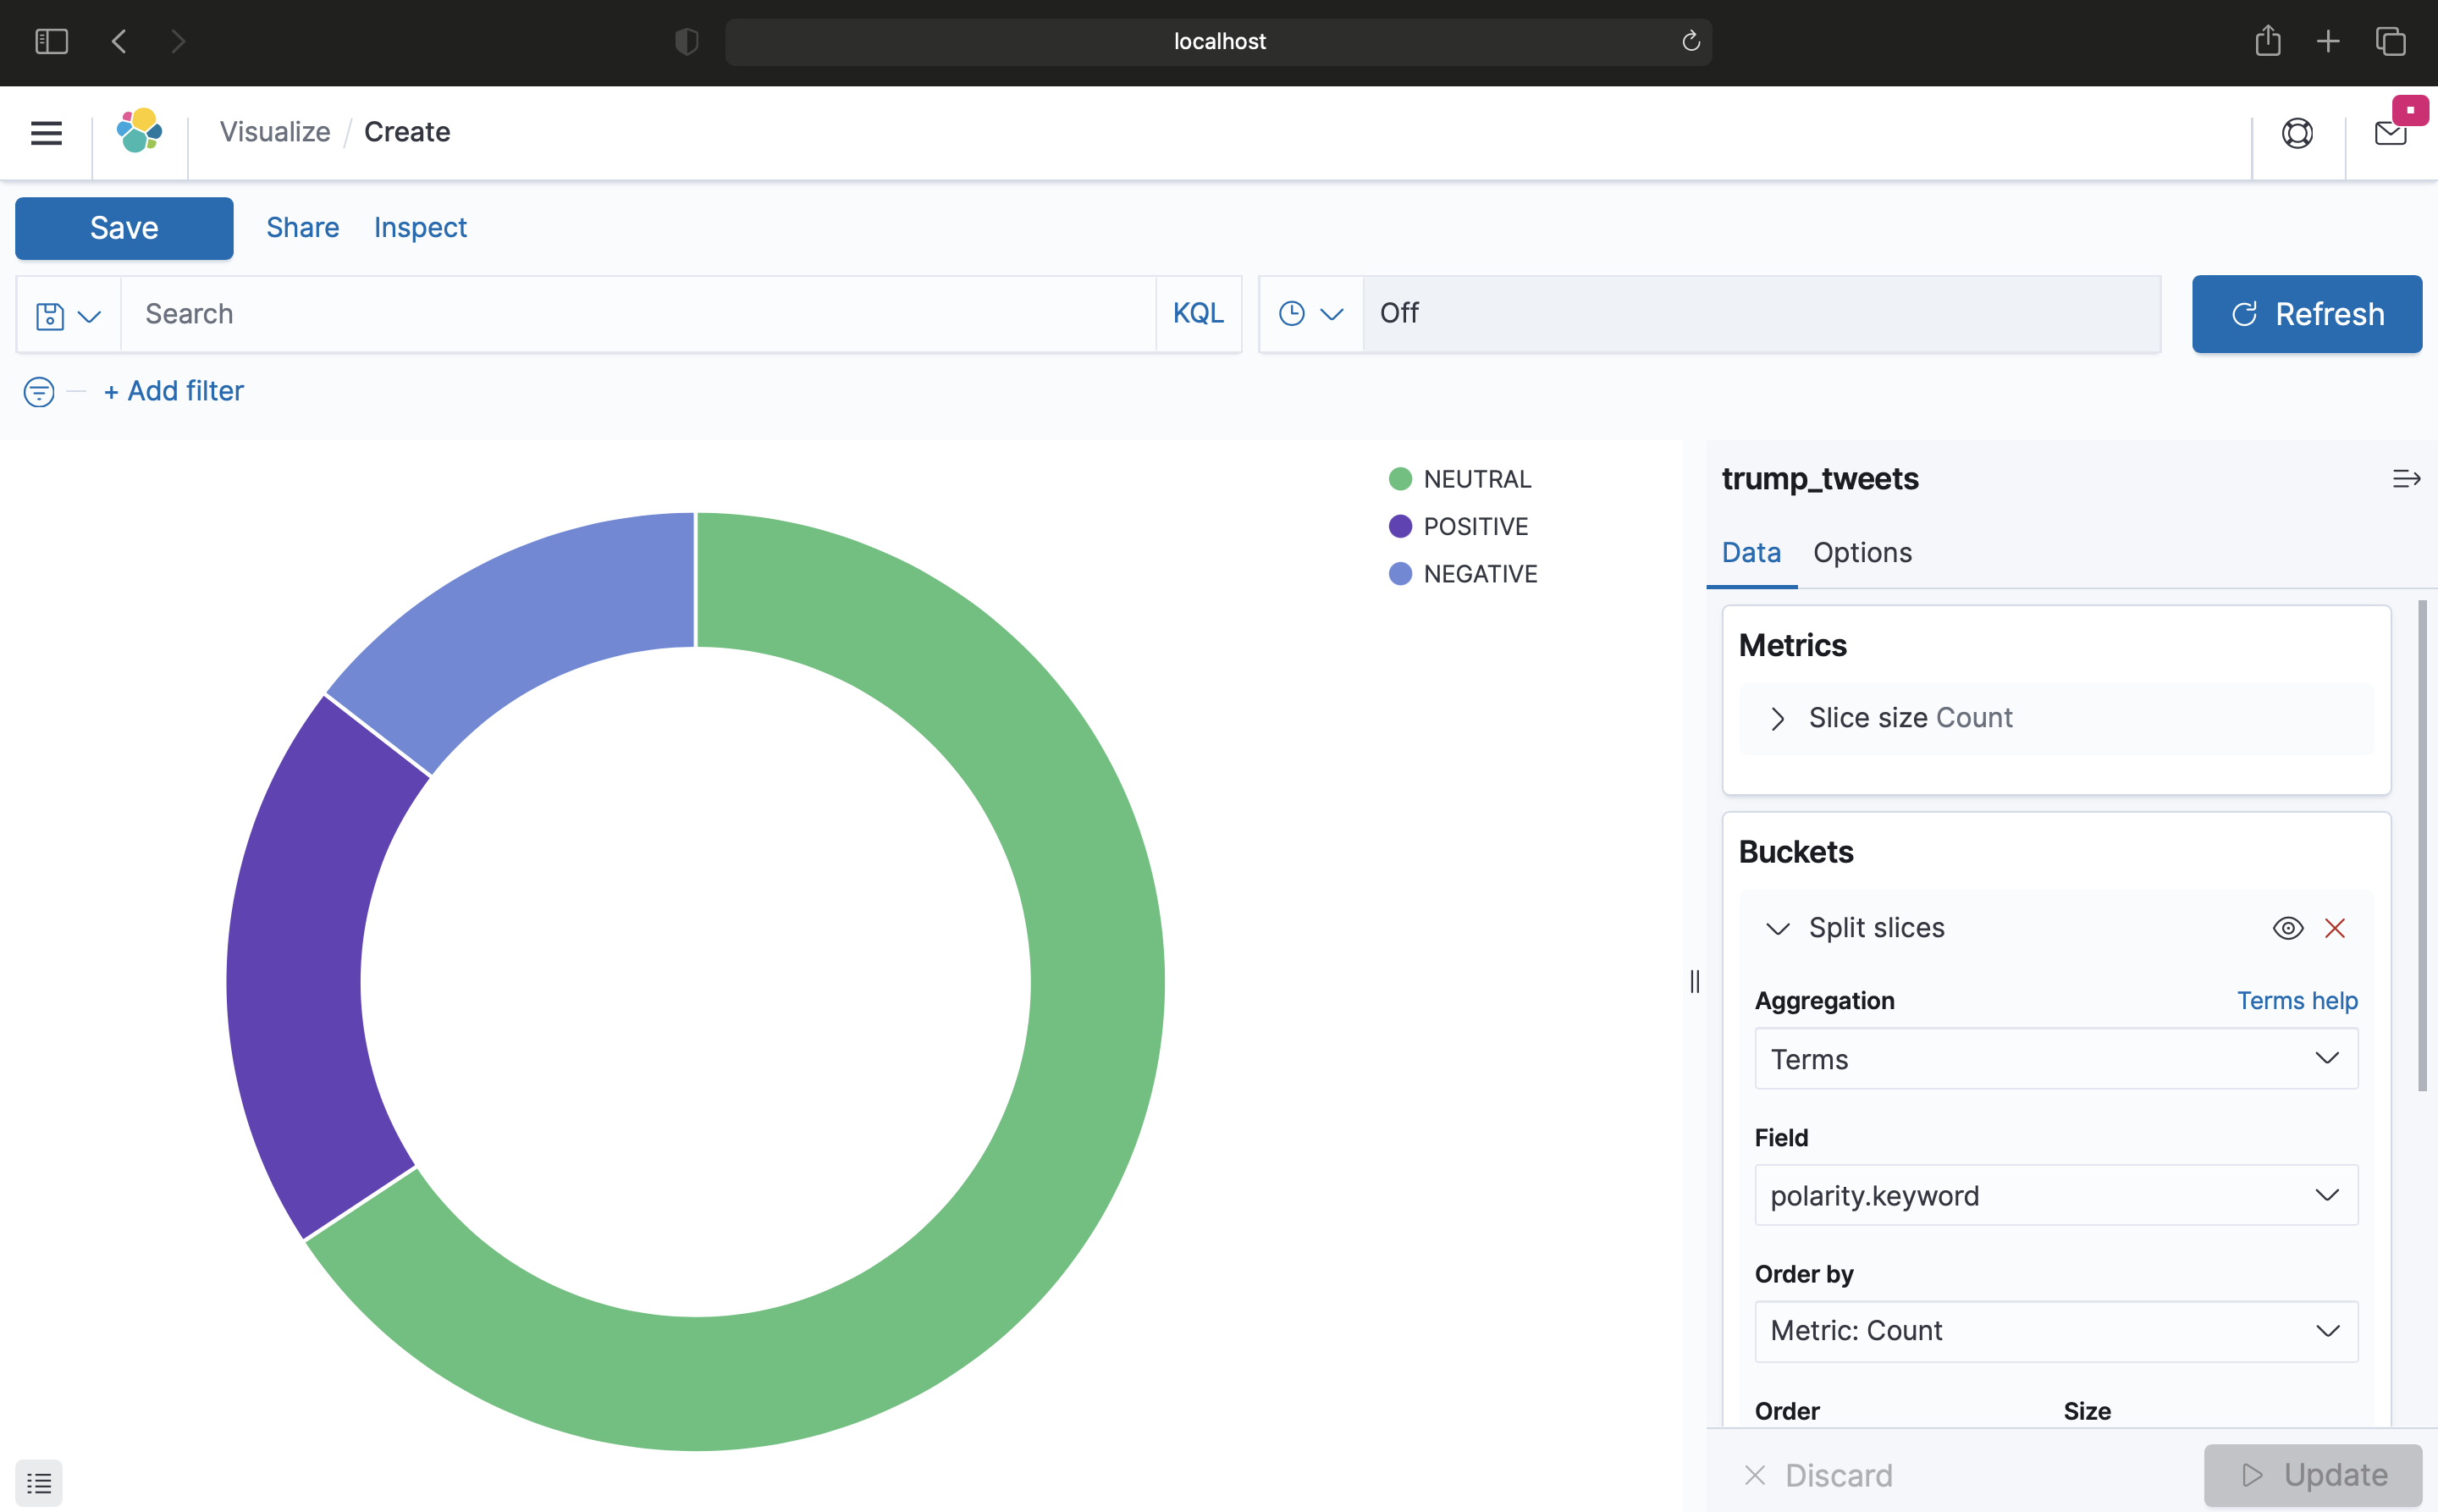 localhost
Visualize / Create
Save Share Inspect
Search KQL Off Refresh
+ Add filter
NEUTRAL
POSITIVE
NEGATIVE
trump_tweets
Data Options
Metrics
Slice size Count
Buckets
Split slices
Aggregation Terms help
Terms
Field
polarity.keyword
Order by
Metric: Count
Order Size
Discard Update